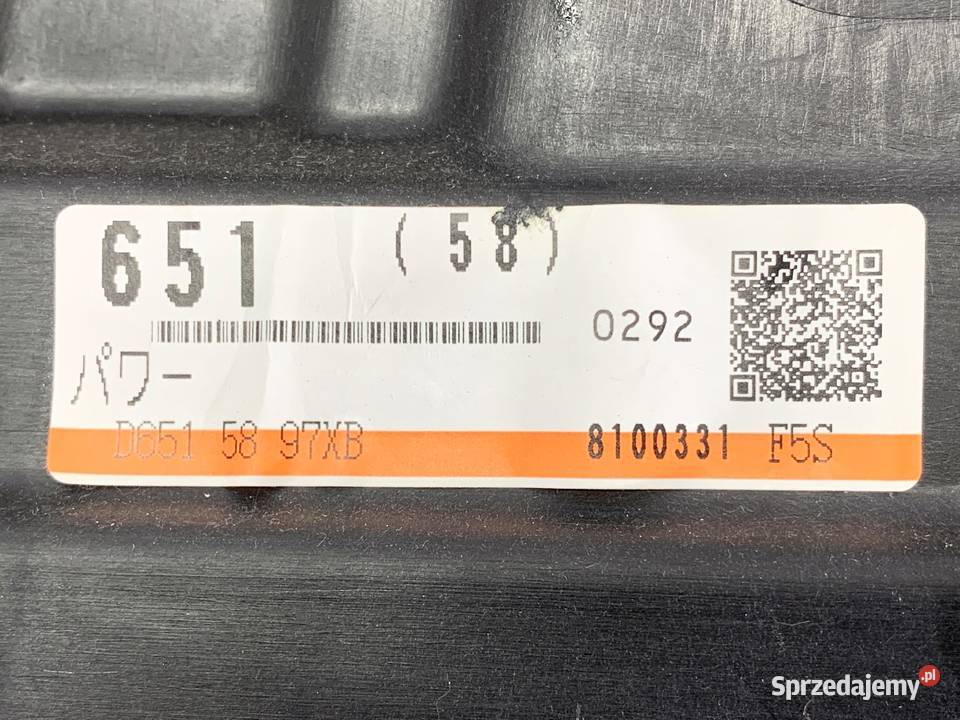 651 (58)
0292
パワー
D651 58 97XB 8100331 F5S
Sprzedajemy.pl